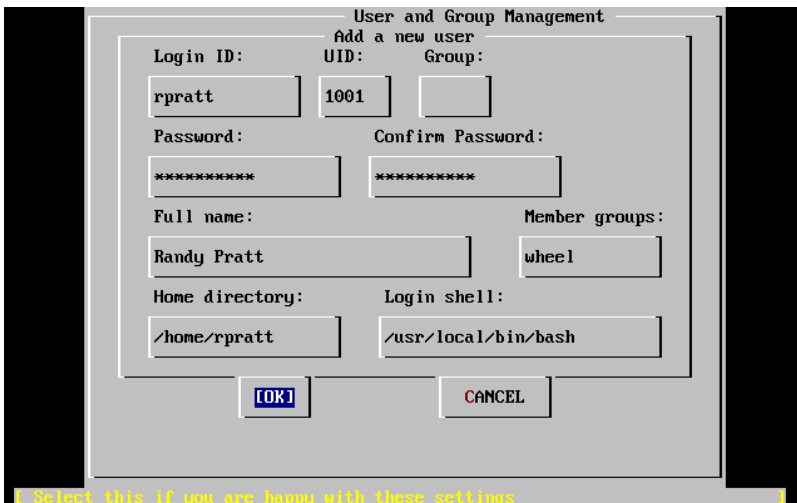 User and Group Management
Add a new user
Login ID: UID: Group:
rpratt 1001
Password: Confirm Password:
********** **********
Full name: Member groups:
Randy Pratt wheel
Home directory: Login shell:
/home/rpratt /usr/local/bin/bash
[OK] CANCEL
[ Select this if you are happy with these settings ]